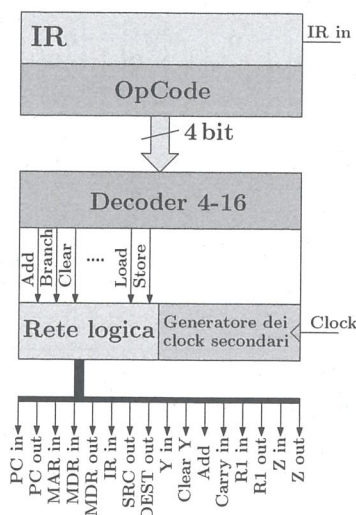 IR
IR in
OpCode
4 bit
Decoder 4-16
Add
Branch
Clear
....
Load
Store
Rete logica
Generatore dei
clock secondari
Clock
PC in
PC out
MAR in
MDR in
MDR out
IR in
SRC out
DEST out
Y in
Clear Y
Add
Carry in
R1 in
R1 out
Z in
Z out